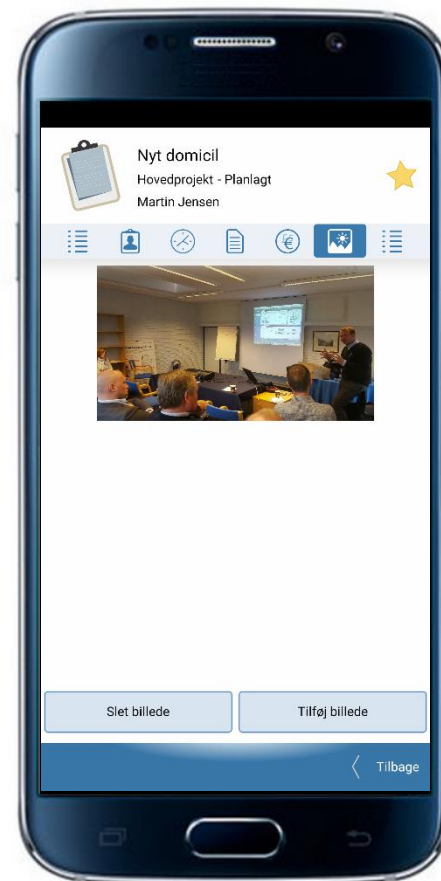 Nyt domicil
Hovedprojekt - Planlagt
Martin Jensen
Slet billede
Tilføj billede
Tilbage